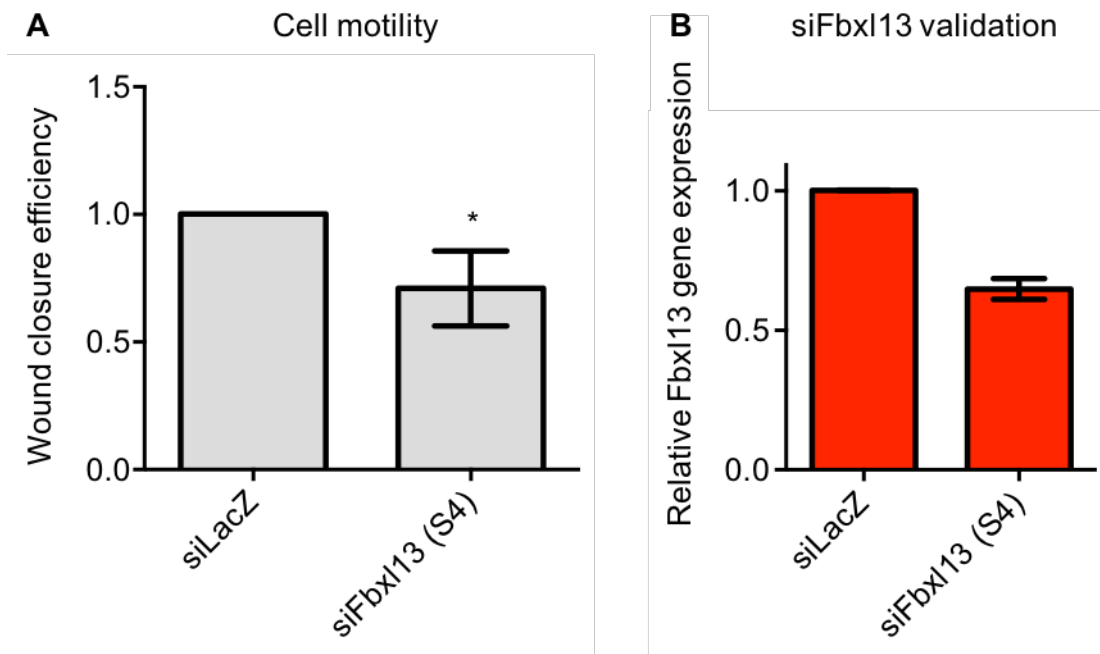 A
Cell motility
Wound closure efficiency
1.5
1.0
0.5
0.0
*
siLacZ
siFbxl13 (S4)
B
siFbxl13 validation
Relative Fbxl13 gene expression
1.0
0.5
0.0
siLacZ
siFbxl13 (S4)